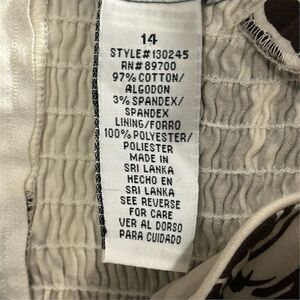 14
STYLE#130245
RN#89700
97% COTTON/
ALGODON
3% SPANDEX/
SPANDEX
LINING/FORRO
100% POLYESTER/
POLIESTER
MADE IN
SRI LANKA
HECHO EN
SRI LANKA
SEE REVERSE
FOR CARE
VER AL DORSO
PARA CUIDADO